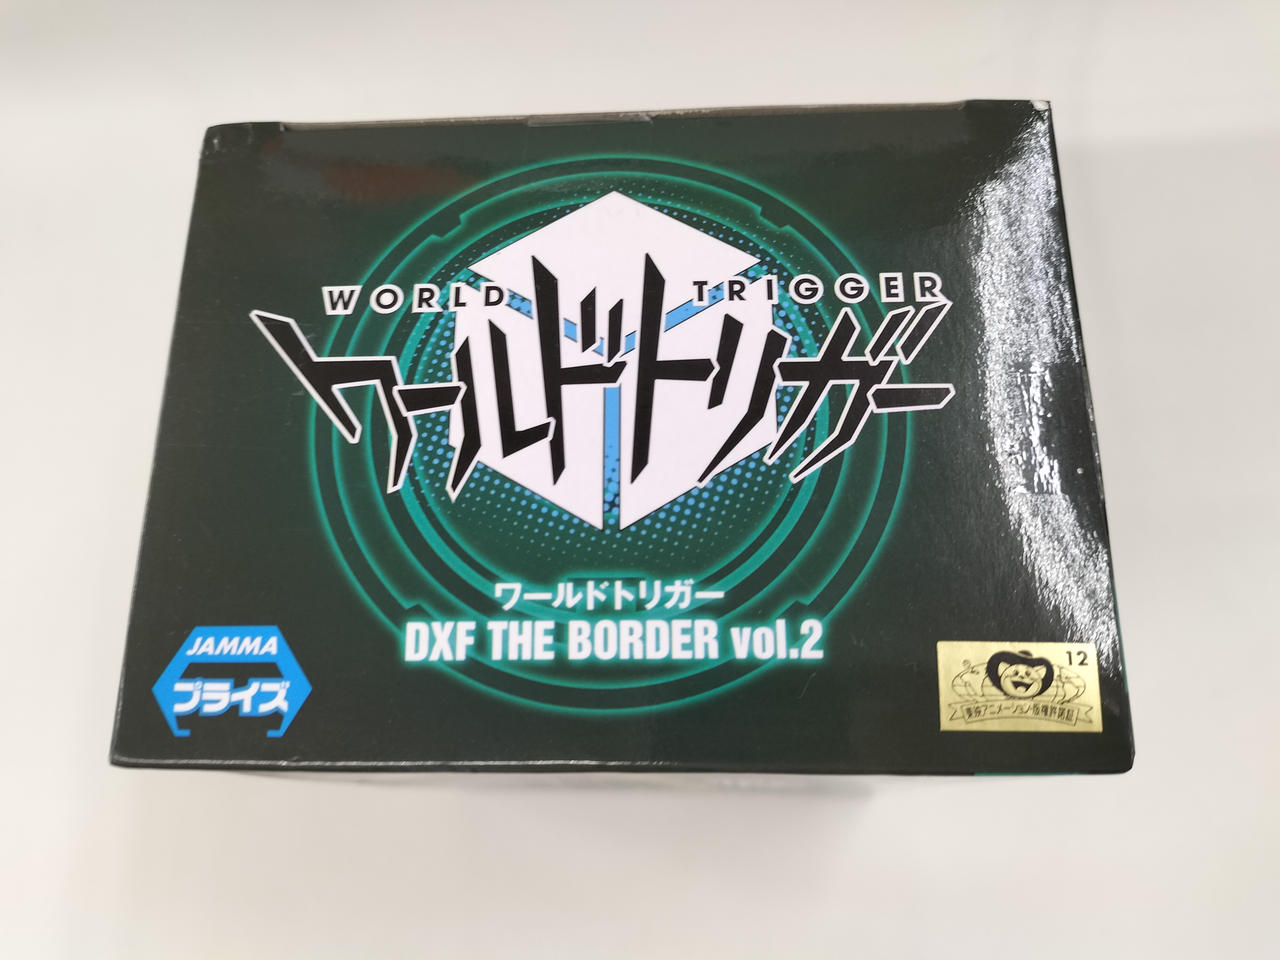 WORLD TRIGGER
ワールドトリガー
ワールドトリガー
DXF THE BORDER vol.2
JAMMA
プライズ
12
東映アニメーション・版権許諾証